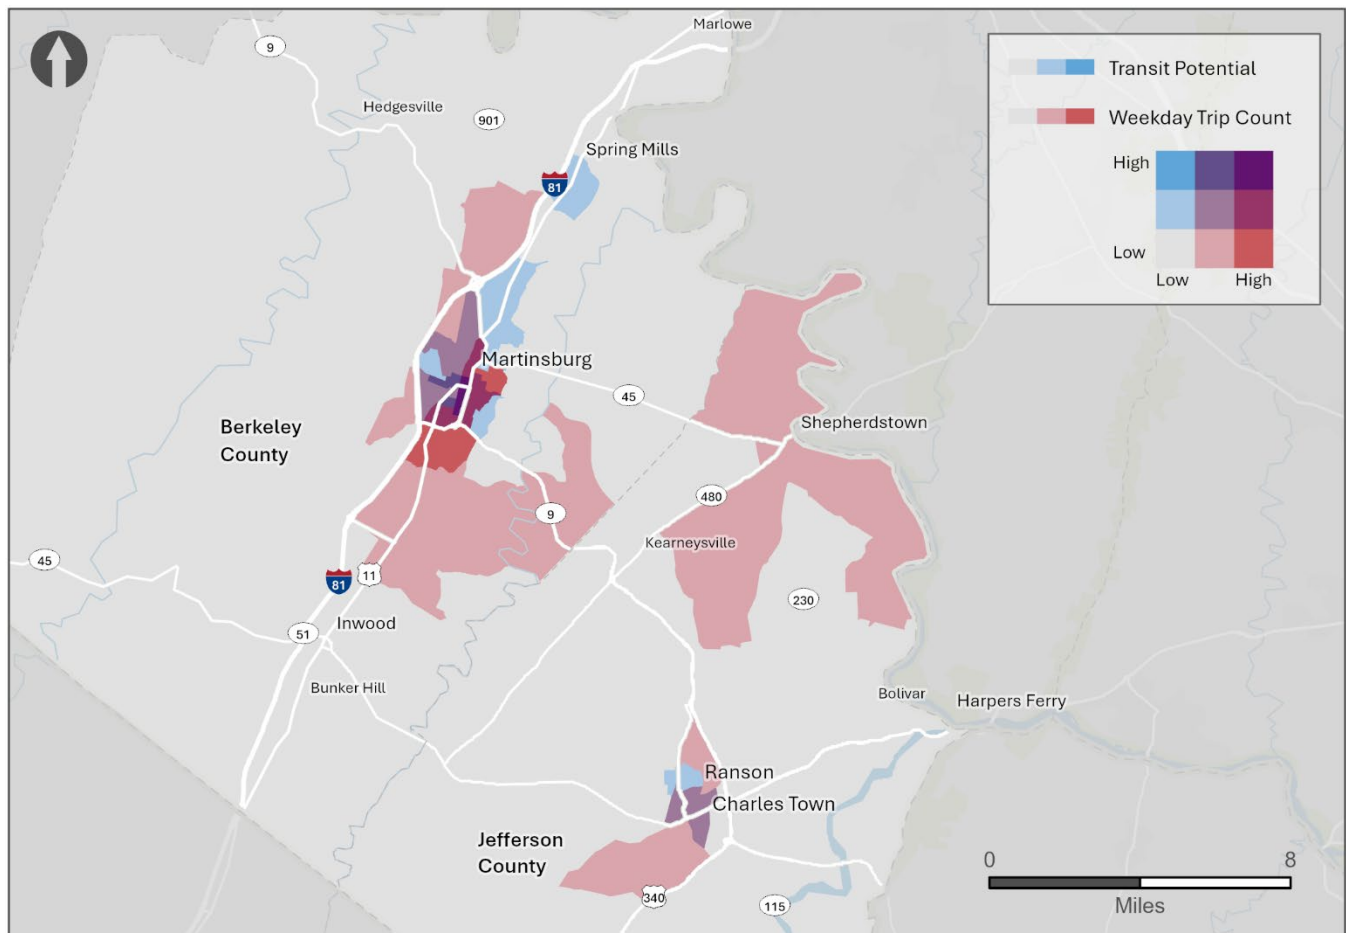 Marlowe
9
Hedgesville
901
Spring Mills
81
Transit Potential
Weekday Trip Count
High
Low
Low
High
Martinsburg
45
Berkeley
County
Shepherdstown
480
9
Kearneysville
45
11
81
230
51
Inwood
Bunker Hill
Bolivar
Harpers Ferry
Ranson
Charles Town
Jefferson
County
340
115
0
8
Miles